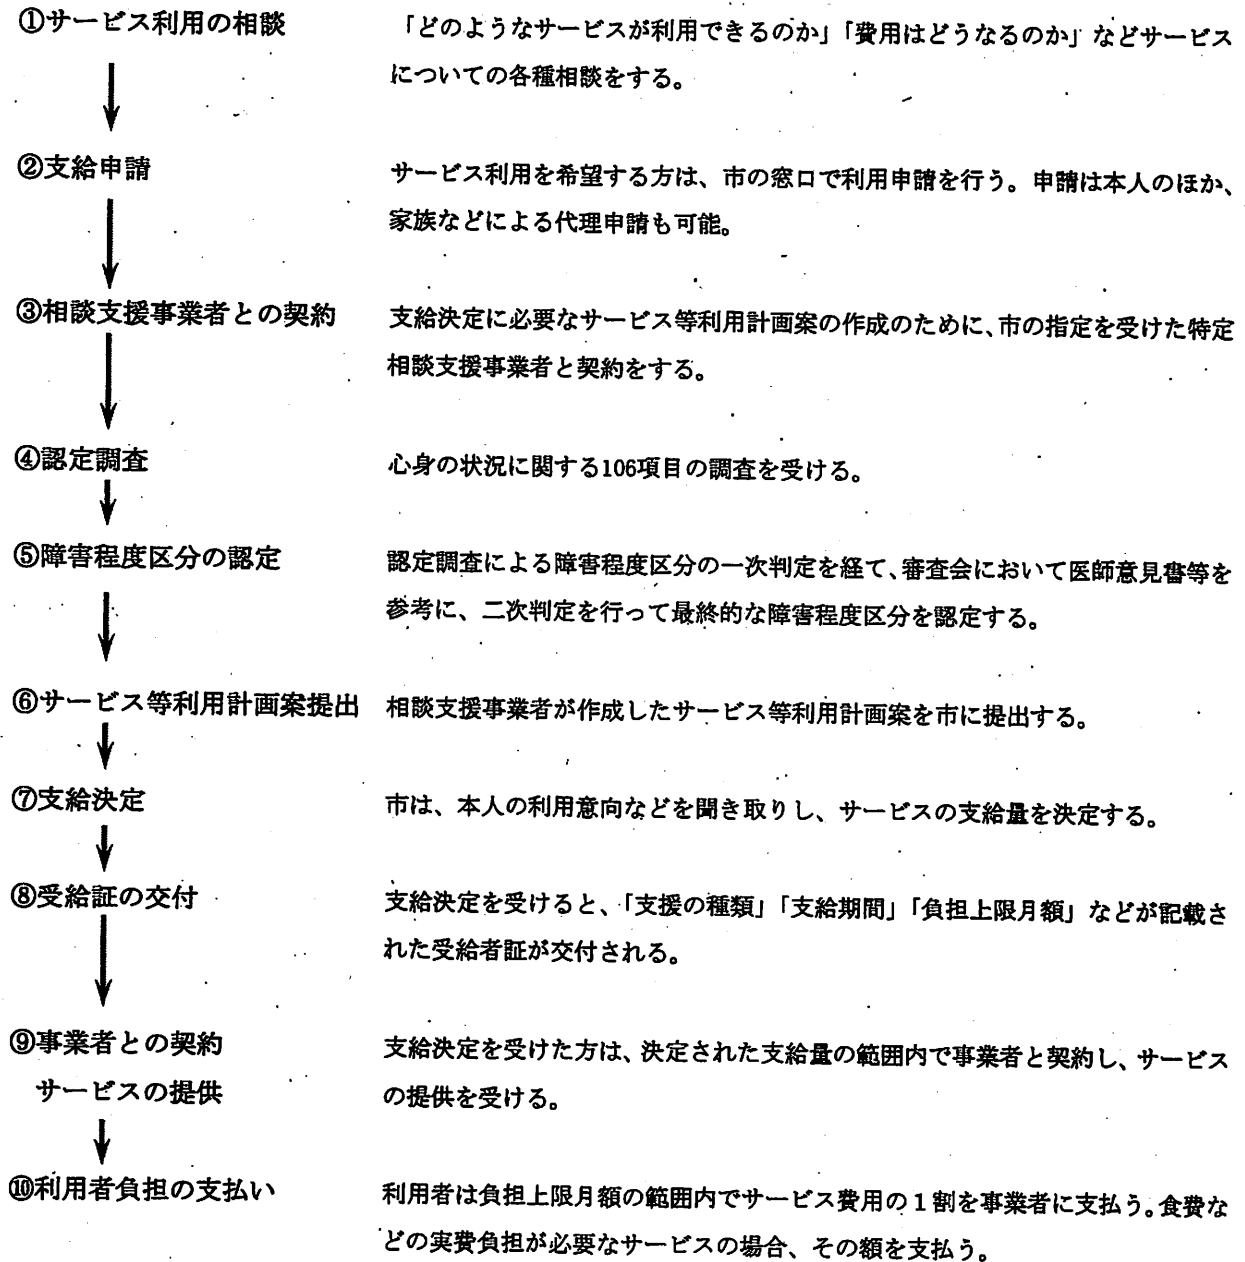 ①サービス利用の相談
「どのようなサービスが利用できるのか」「費用はどうなるのか」などサービス
についての各種相談をする。
②支給申請
サービス利用を希望する方は、市の窓口で利用申請を行う。申請は本人のほか、
家族などによる代理申請も可能。
③相談支援事業者との契約
支給決定に必要なサービス等利用計画案の作成のために、市の指定を受けた特定
相談支援事業者と契約をする。
④認定調査
心身の状況に関する106項目の調査を受ける。
⑤障害程度区分の認定
認定調査による障害程度区分の一次判定を経て、審査会において医師意見書等を
参考に、二次判定を行って最終的な障害程度区分を認定する。
⑥サービス等利用計画案提出
相談支援事業者が作成したサービス等利用計画案を市に提出する。
⑦支給決定
市は、本人の利用意向などを聞き取りし、サービスの支給量を決定する。
⑧受給証の交付
支給決定を受けると、「支援の種類」「支給期間」「負担上限月額」などが記載さ
れた受給者証が交付される。
⑨事業者との契約
サービスの提供
支給決定を受けた方は、決定された支給量の範囲内で事業者と契約し、サービス
の提供を受ける。
⑩利用者負担の支払い
利用者は負担上限月額の範囲内でサービス費用の1割を事業者に支払う。食費な
どの実費負担が必要なサービスの場合、その額を支払う。